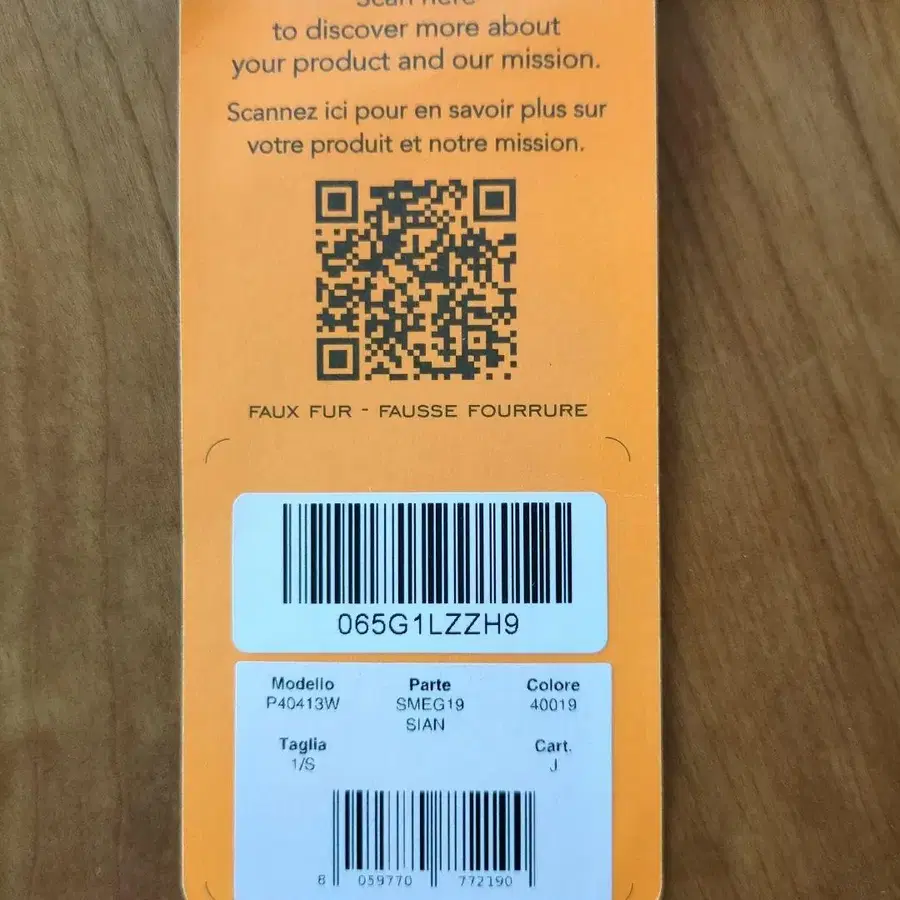 Scan here
to discover more about
your product and our mission.
Scannez ici pour en savoir plus sur
votre produit et notre mission.
FAUX FUR - FAUSSE FOURRURE
065G1LZZH9
Modello Parte Colore
P40413W SMEG19 40019
SIAN
Taglia Cart.
1/S J
8 059770 772190